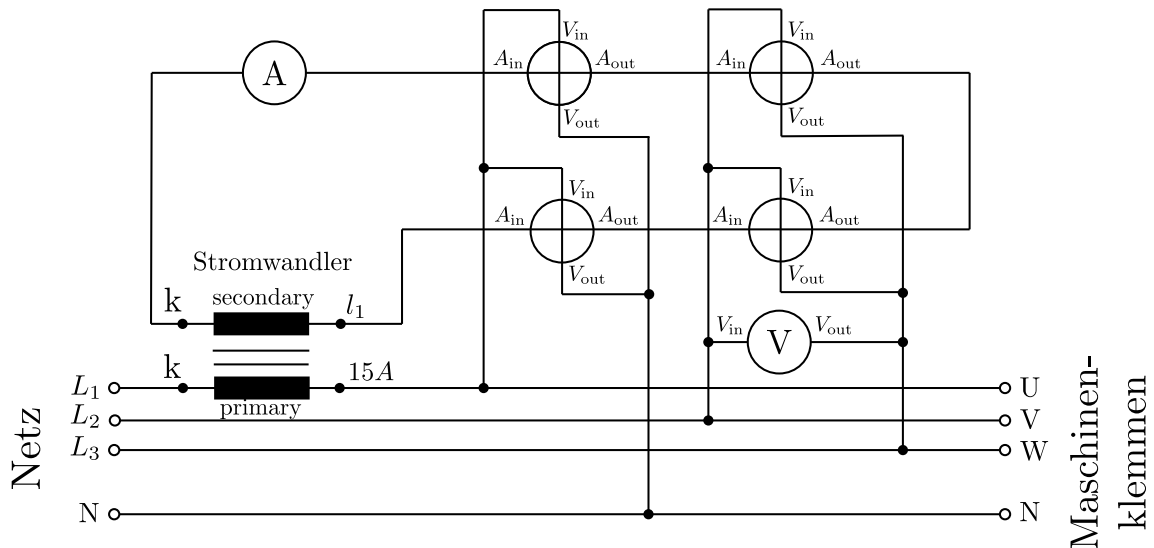 V_in V_in
A A_in A_out A_in A_out
V_out V_out
V_in V_in
A_in A_out A_in A_out
Stromwandler
V_out V_out
k secondary l_1
V_in V V_out
k 15A
L_1 U
primary
L_2 V
L_3 W
N N
Netz
Maschinen-
klemmen